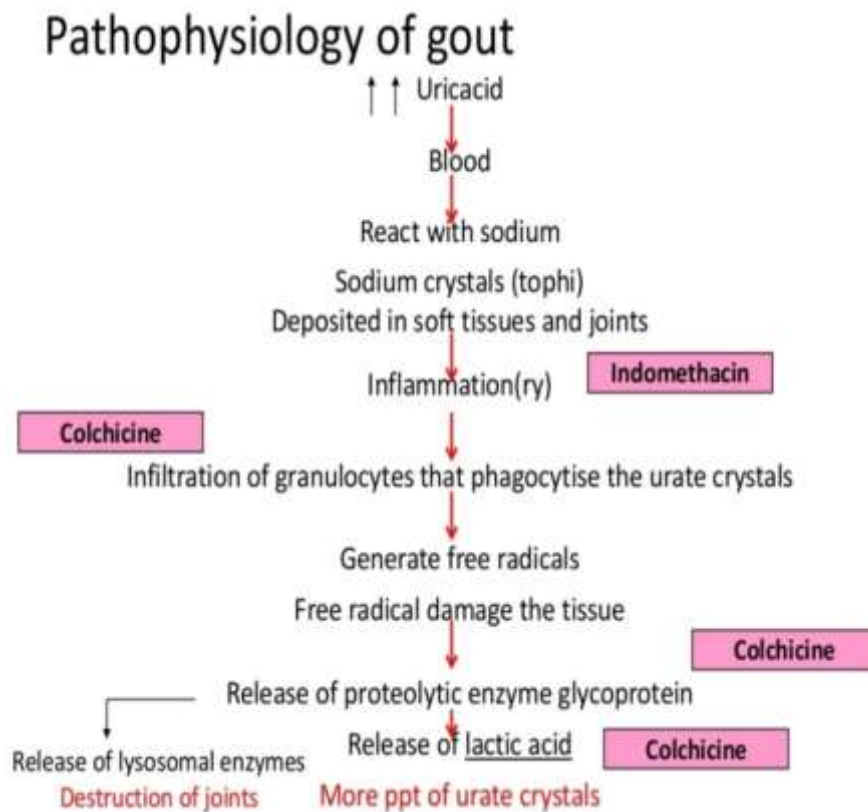 Pathophysiology of gout
Uricacid
Blood
React with sodium
Sodium crystals (tophi)
Deposited in soft tissues and joints
Indomethacin
Inflammation(ry)
Colchicine
Infiltration of granulocytes that phagocytise the urate crystals
Generate free radicals
Free radical damage the tissue
Colchicine
Release of proteolytic enzyme glycoprotein
Release of lactic acid
Colchicine
Release of lysosomal enzymes
Destruction of joints
More ppt of urate crystals